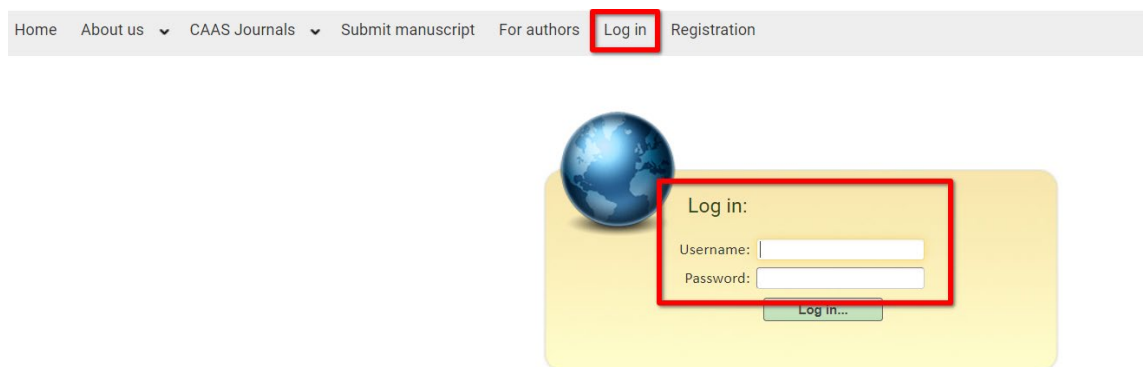 Home About us CAAS Journals Submit manuscript For authors Log in Registration
Log in:
Username:
Password:
Log in...